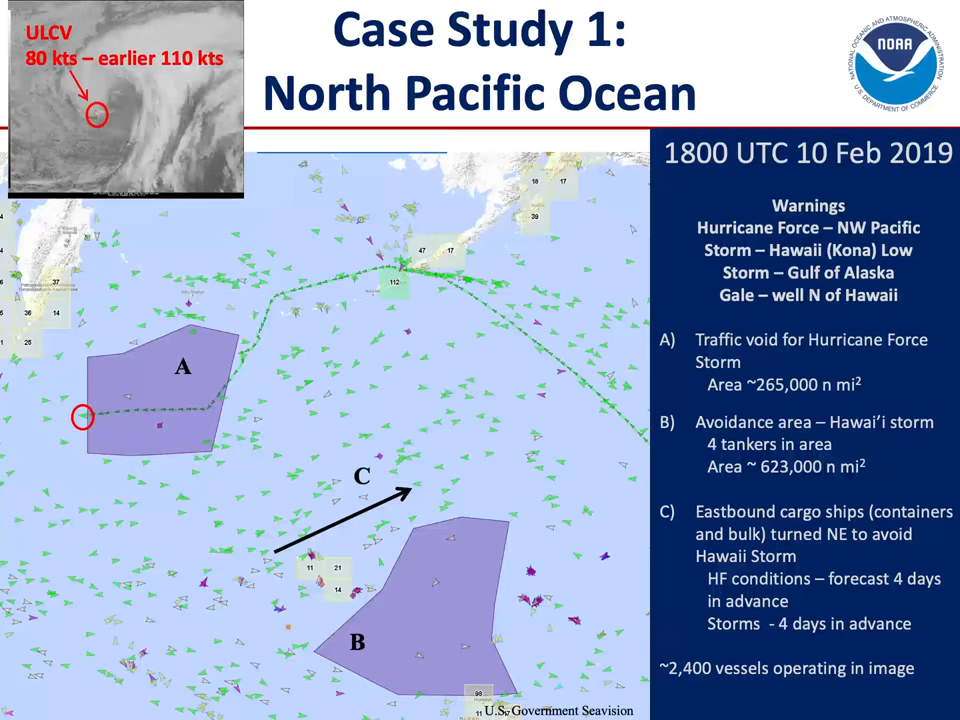 ULCV
80 kts – earlier 110 kts
Case Study 1:
North Pacific Ocean
NATIONAL OCEANIC AND ATMOSPHERIC ADMINISTRATION
NOAA
U.S. DEPARTMENT OF COMMERCE
1800 UTC 10 Feb 2019
Warnings
Hurricane Force – NW Pacific
Storm – Hawaii (Kona) Low
Storm – Gulf of Alaska
Gale – well N of Hawaii
A) Traffic void for Hurricane Force
Storm
Area ~265,000 n mi2
B) Avoidance area – Hawai’i storm
4 tankers in area
Area ~ 623,000 n mi2
C) Eastbound cargo ships (containers
and bulk) turned NE to avoid
Hawaii Storm
HF conditions – forecast 4 days
in advance
Storms - 4 days in advance
~2,400 vessels operating in image
18 17
39
47 17
112
37
36 14
25
A
C
11 21
14
B
98
11
U.S. Government Seavision